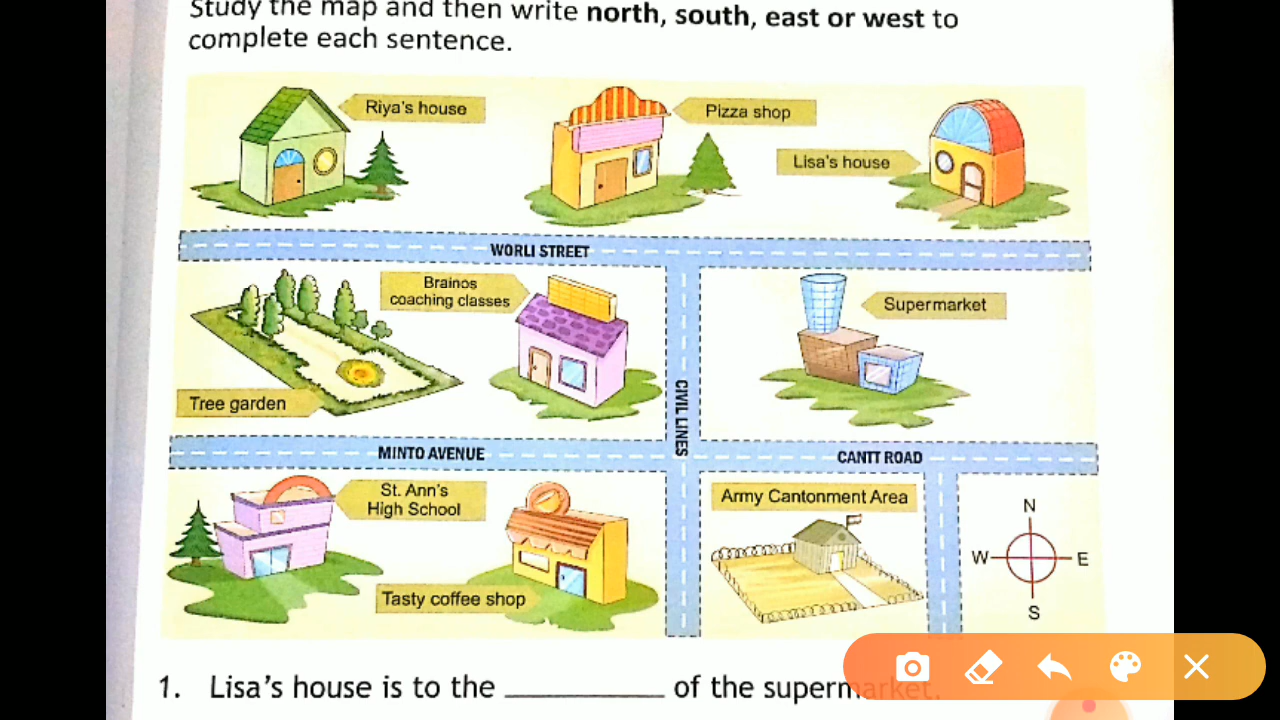 Study the map and then write north, south, east or west to
complete each sentence.
Riya's house
Pizza shop
Lisa's house
WORLI STREET
Brainos
coaching classes
Supermarket
Tree garden
CIVIL LINES
MINTO AVENUE
CANTT ROAD
St. Ann's
High School
Army Cantonment Area
Tasty coffee shop
N
W
E
S
1. Lisa's house is to the __________ of the supermarket.